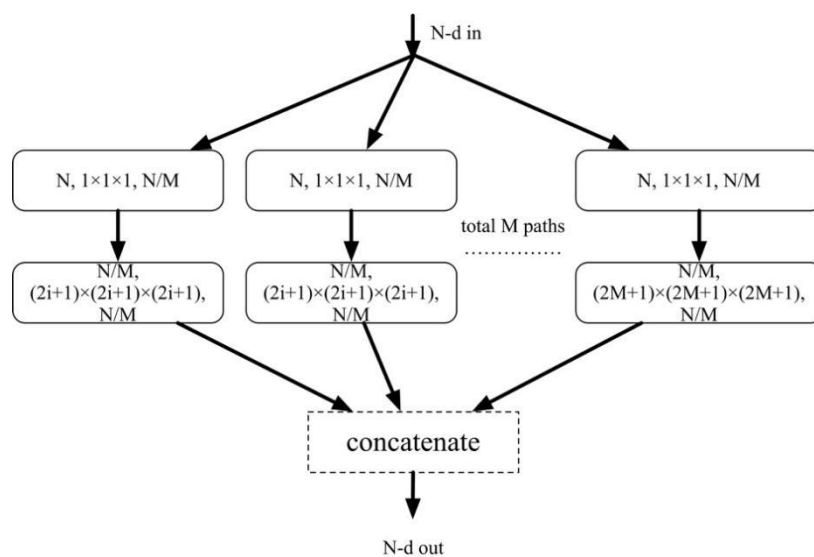 N-d in
N, 1×1×1, N/M
N, 1×1×1, N/M
N, 1×1×1, N/M
total M paths
....................
N/M,
(2i+1)×(2i+1)×(2i+1),
N/M
N/M,
(2i+1)×(2i+1)×(2i+1),
N/M
N/M,
(2M+1)×(2M+1)×(2M+1),
N/M
concatenate
N-d out